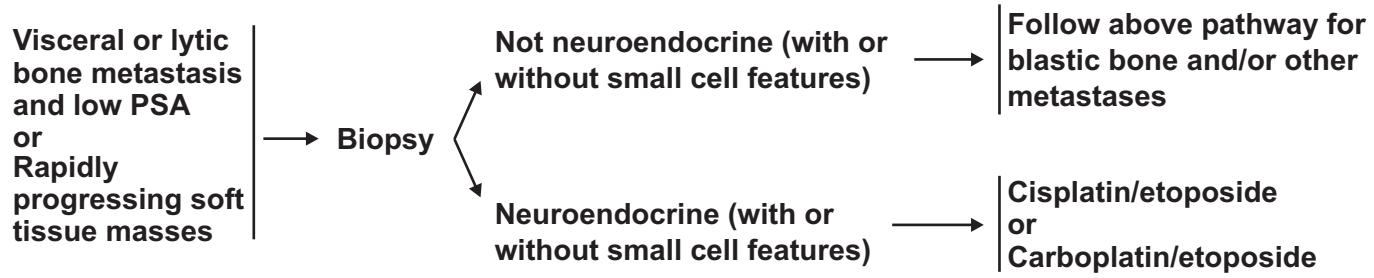 Visceral or lytic
bone metastasis
and low PSA
or
Rapidly
progressing soft
tissue masses
Biopsy
Not neuroendocrine (with or
without small cell features)
Follow above pathway for
blastic bone and/or other
metastases
Neuroendocrine (with or
without small cell features)
Cisplatin/etoposide
or
Carboplatin/etoposide